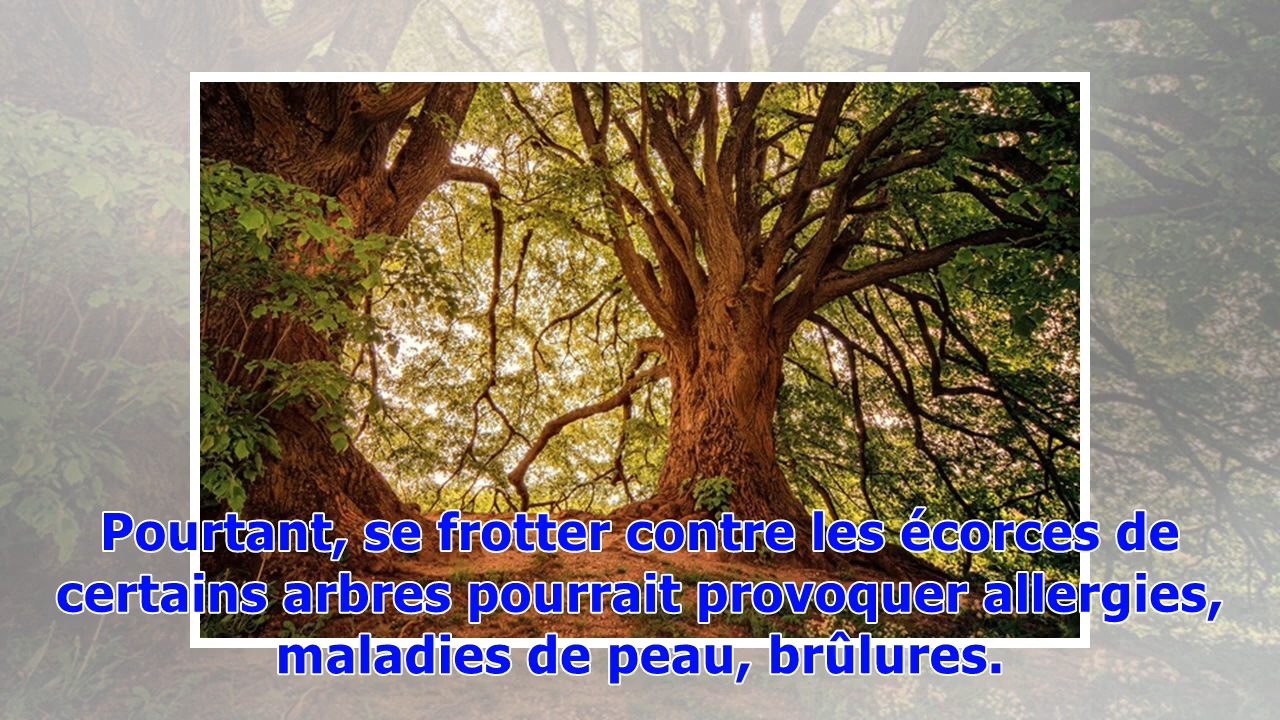 Pourtant, se frotter contre les écorces de
certains arbres pourrait provoquer allergies,
maladies de peau, brûlures.